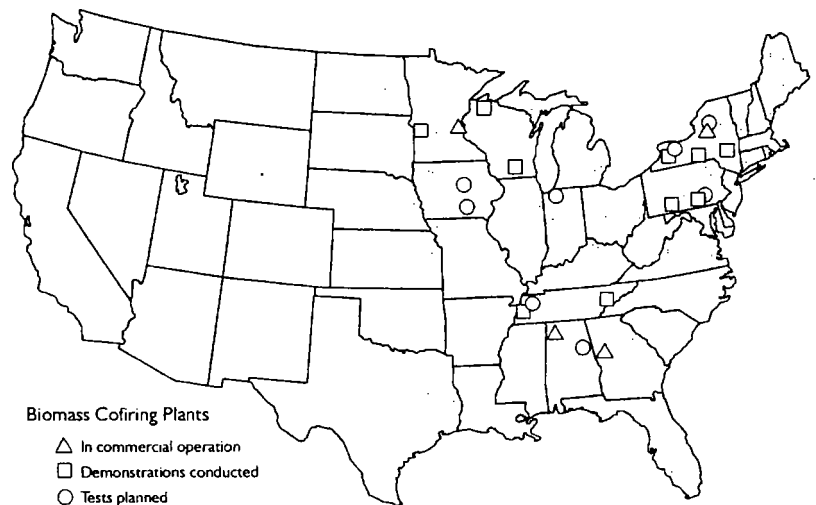 Biomass Cofiring Plants
In commercial operation
Demonstrations conducted
Tests planned